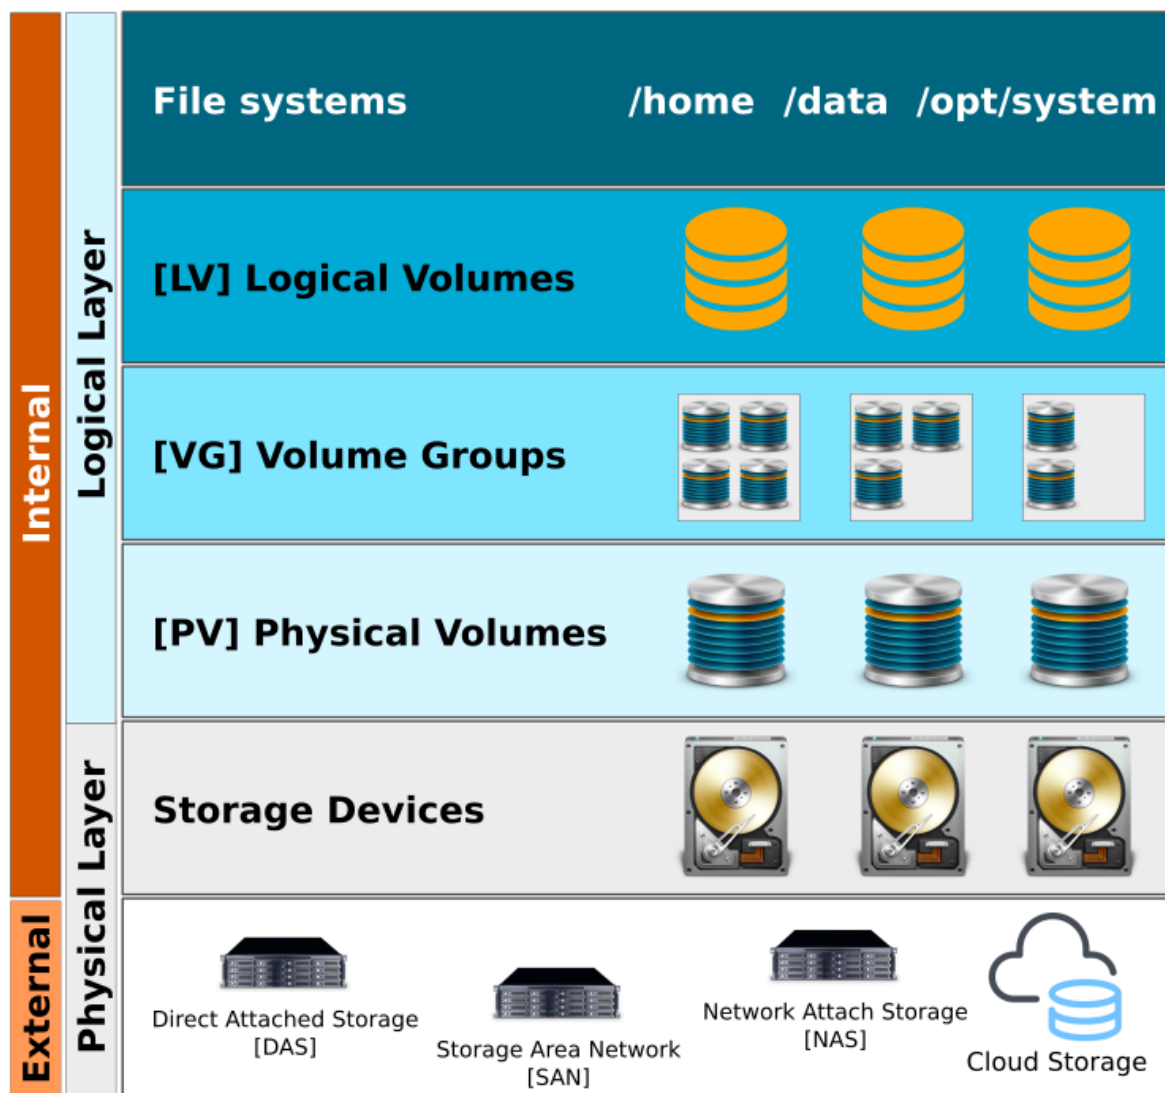 Internal
External
Logical Layer
Physical Layer
File systems /home /data /opt/system
[LV] Logical Volumes
[VG] Volume Groups
[PV] Physical Volumes
Storage Devices
Direct Attached Storage
[DAS]
Storage Area Network
[SAN]
Network Attach Storage
[NAS]
Cloud Storage